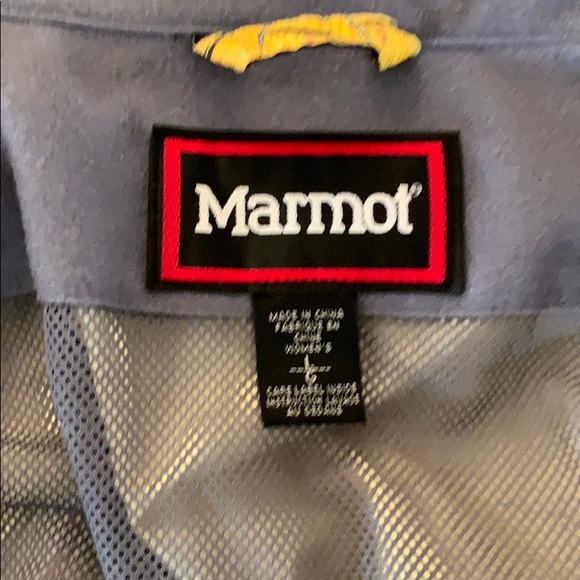 Marmot®
MADE IN CHINA
FABRIQUE EN
CHINE
WOMEN'S
CARE LABEL INSIDE
INSTRUCTION LAVAGE
AU DEDANS